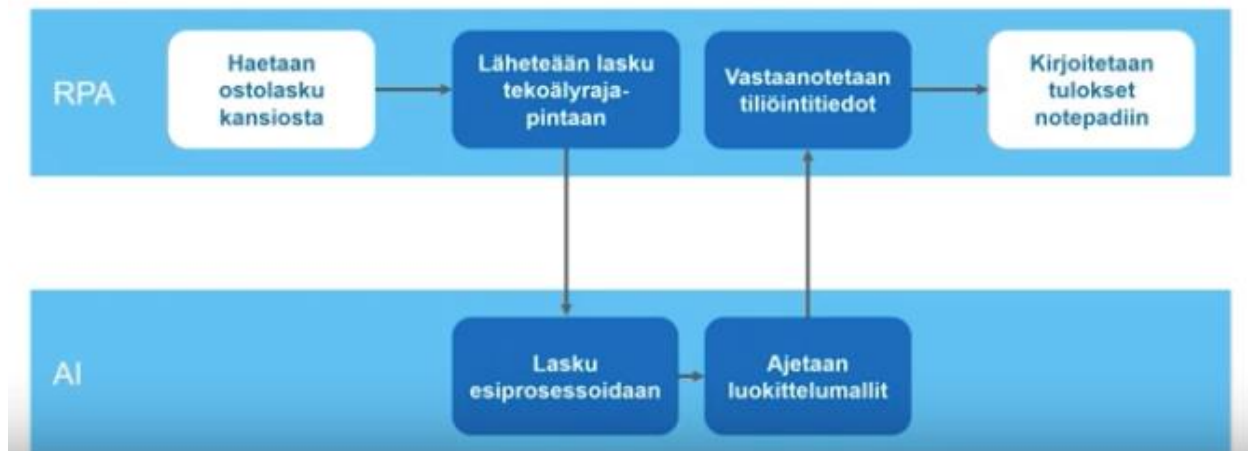 RPA
Haetaan
ostolasku
kansiosta
Läheteään lasku
tekoälyraja-
pintaan
Vastaanotetaan
tiliöintitiedot
Kirjoitetaan
tulokset
notepadiin
AI
Lasku
esiprosessoidaan
Ajetaan
luokittelumallit